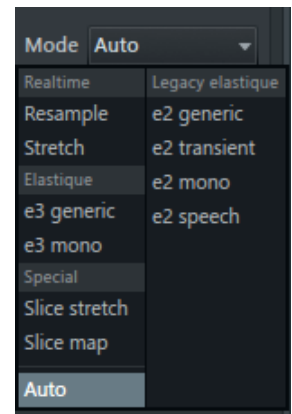 Mode Auto
Realtime
Resample
Stretch
Elastique
e3 generic
e3 mono
Special
Slice stretch
Slice map
Auto
Legacy elastique
e2 generic
e2 transient
e2 mono
e2 speech